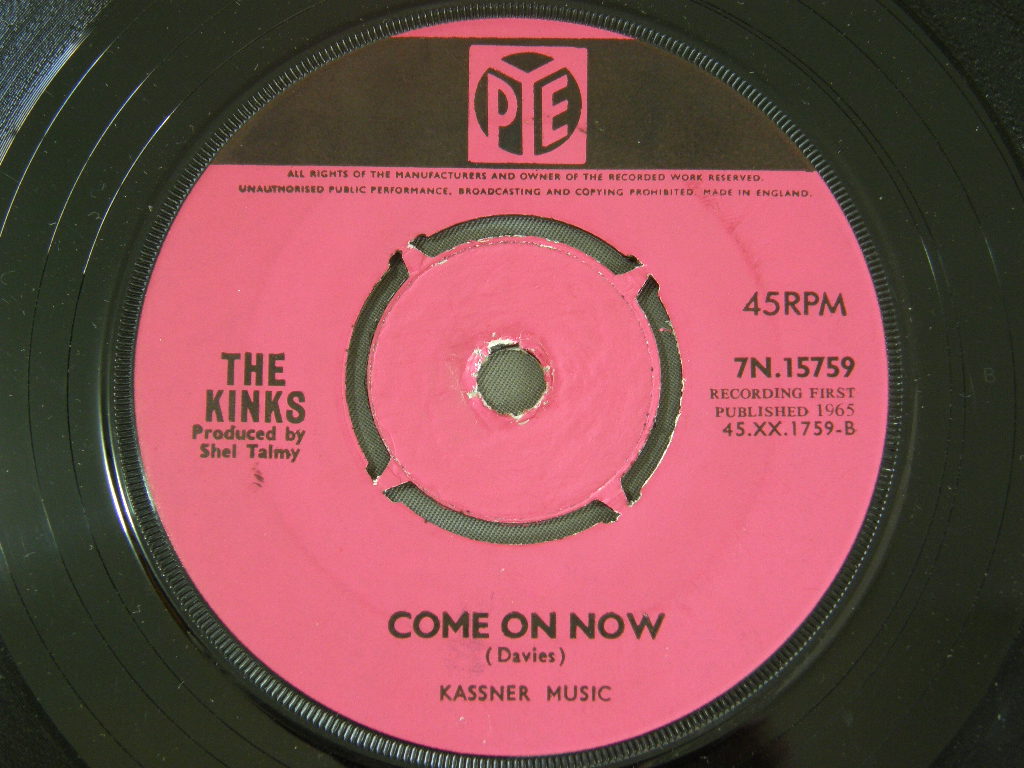 PYE
ALL RIGHTS OF THE MANUFACTURERS AND OWNER OF THE RECORDED WORK RESERVED.
UNAUTHORISED PUBLIC PERFORMANCE, BROADCASTING AND COPYING PROHIBITED. MADE IN ENGLAND.
45RPM
THE
KINKS
Produced by
Shel Talmy
7N.15759
RECORDING FIRST
PUBLISHED 1965
45.XX.1759-B
COME ON NOW
(Davies)
KASSNER MUSIC